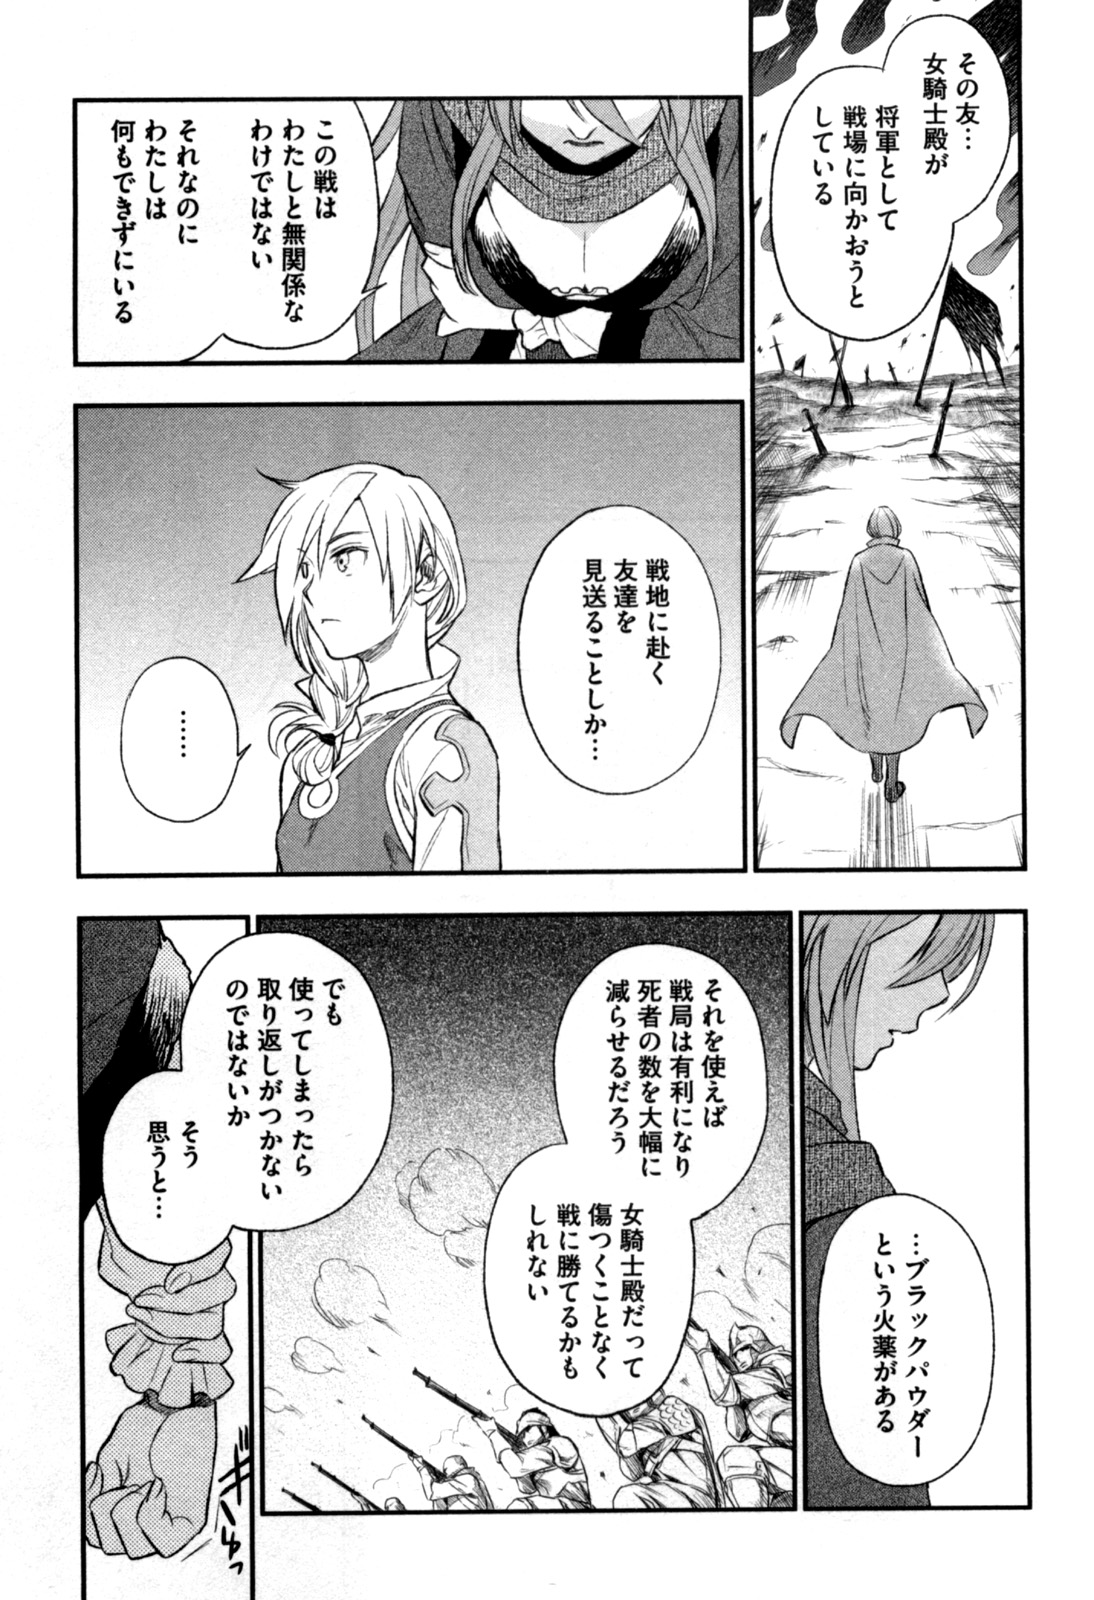 その友…
女騎士殿が
将軍として
戦場に向かおうと
している
この戦は
わたしと無関係な
わけではない
それなのに
わたしは
何もできずにいる
戦地に赴く
友達を
見送ることしか…
……
…ブラックパウダー
という火薬がある
それを使えば
戦局は有利になり
死者の数を大幅に
減らせるだろう
女騎士殿だって
傷つくことなく
戦に勝てるかも
しれない
でも
使ってしまったら
取り返しがつかない
のではないか
そう
思うと…
ギゅっ